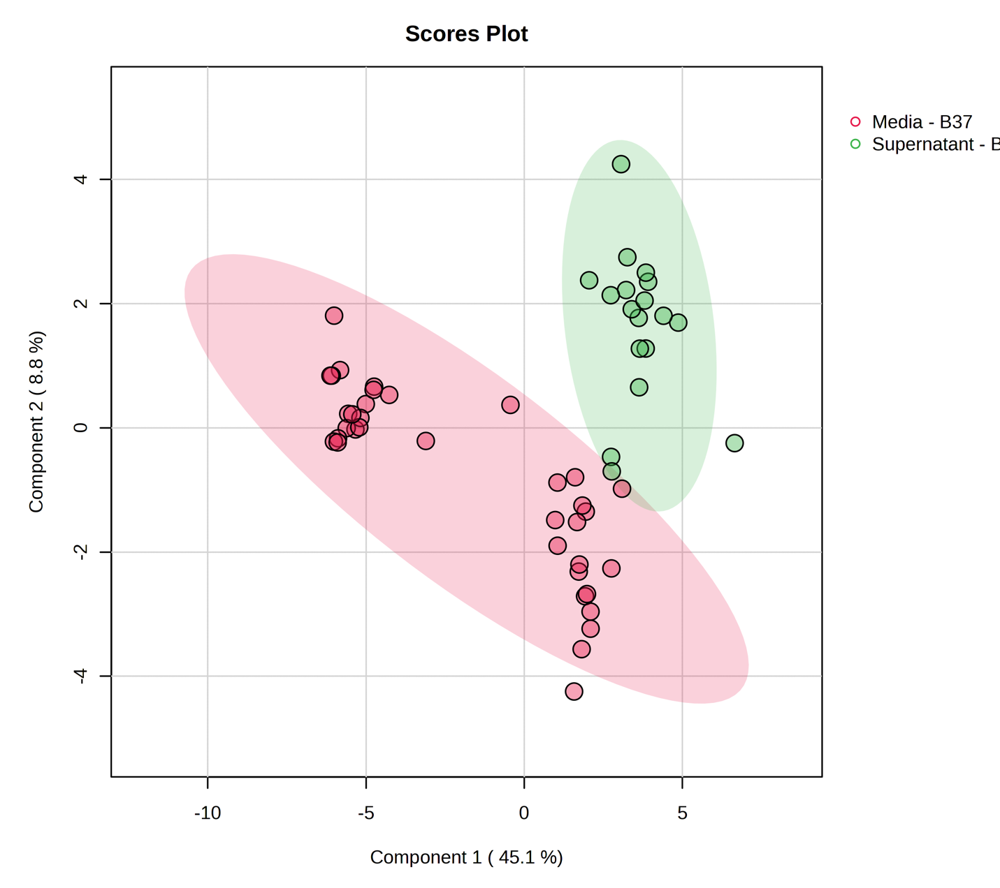 Scores Plot
Media - B37
Supernatant - B
4
2
0
-2
-4
Component 2 ( 8.8 %)
-10
-5
0
5
Component 1 ( 45.1 %)